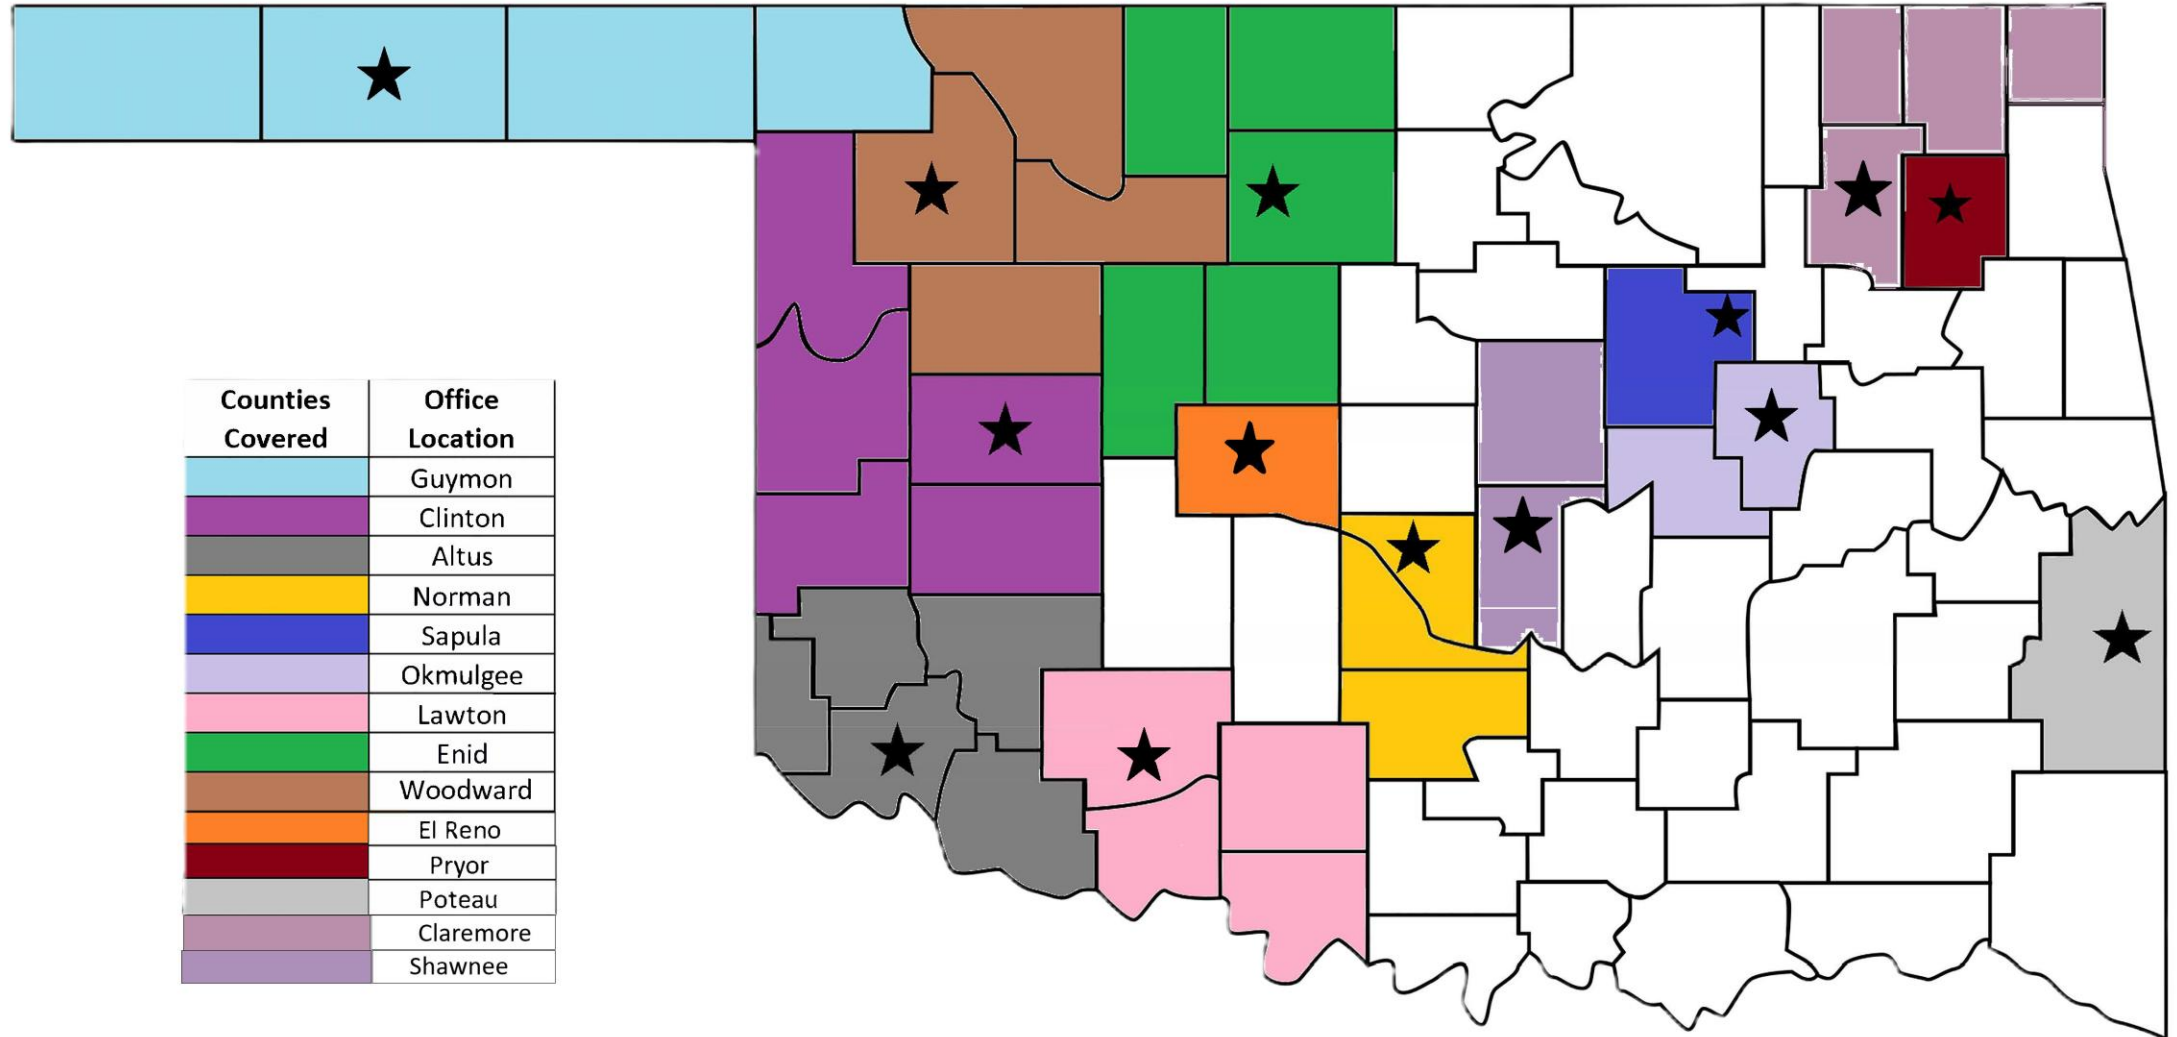 Counties Covered
Office Location
Guymon
Clinton
Altus
Norman
Sapula
Okmulgee
Lawton
Enid
Woodward
El Reno
Pryor
Poteau
Claremore
Shawnee